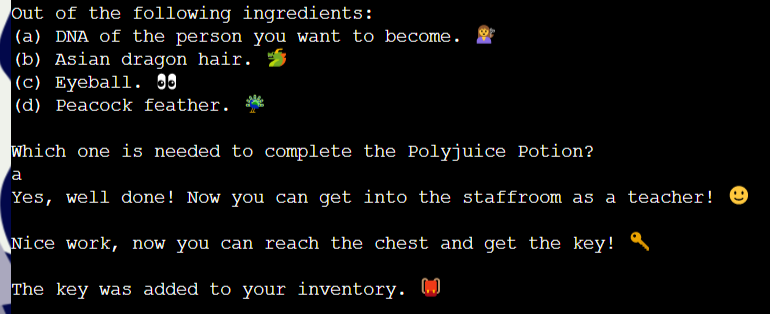 Out of the following ingredients:
(a) DNA of the person you want to become. 🙋
(b) Asian dragon hair. 🐲
(c) Eyeball. 👀
(d) Peacock feather. 🦚
Which one is needed to complete the Polyjuice Potion?
a
Yes, well done! Now you can get into the staffroom as a teacher! 🙂
Nice work, now you can reach the chest and get the key! 🔑
The key was added to your inventory. 🎒